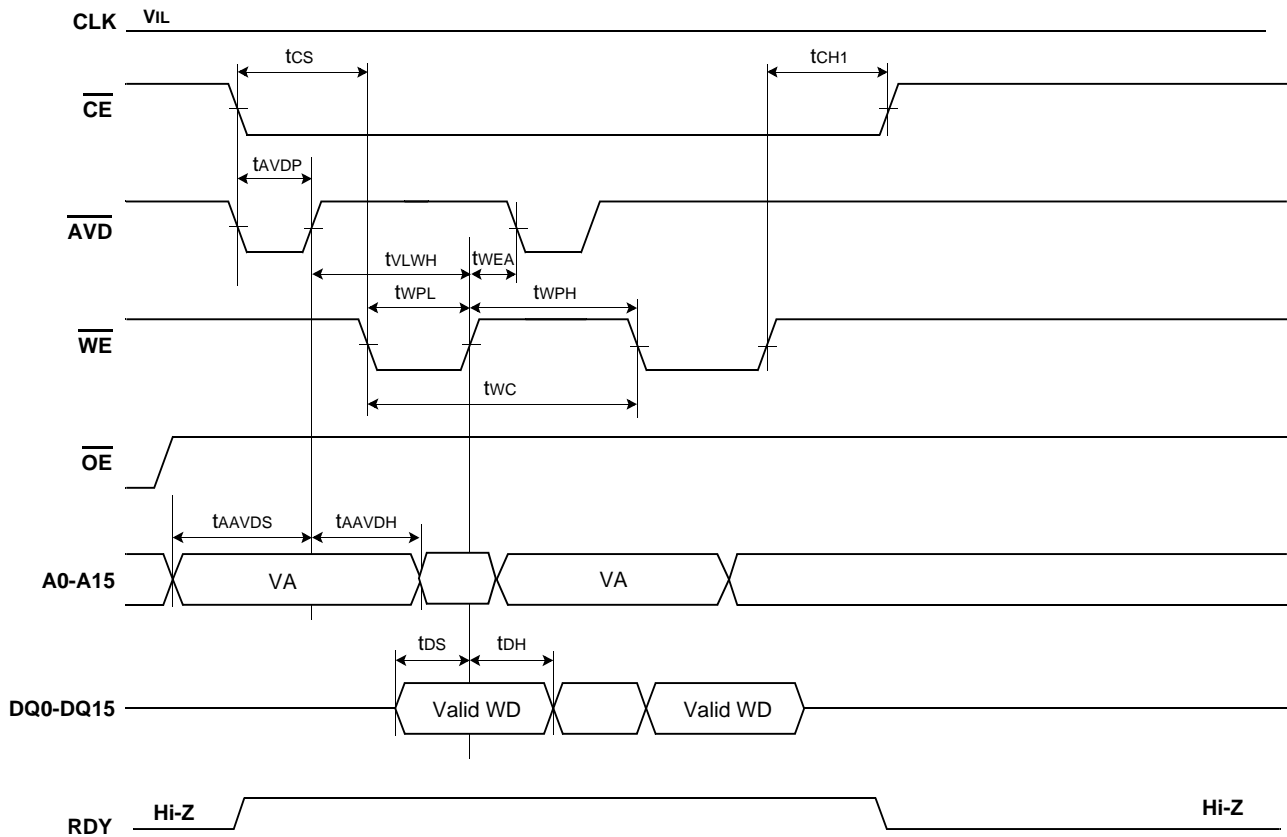 CLK VIL
tCS tCH1
CE
tAVDP
AVD
tVLWH tWEA
tWPL tWPH
WE
tWC
OE
tAAVDS tAAVDH
A0-A15 VA VA
tDS tDH
DQ0-DQ15 Valid WD Valid WD
Hi-Z Hi-Z
RDY